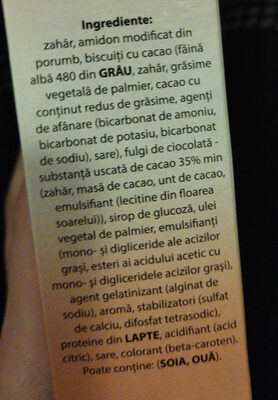 Ingrediente:
zahăr, amidon modificat din
porumb, biscuiți cu cacao (făină
albă 480 din GRÂU, zahăr, grăsime
vegetală de palmier, cacao cu
conținut redus de grăsime, agenți
de afânare (bicarbonat de amoniu,
bicarbonat de potasiu, bicarbonat
de sodiu), sare), fulgi de ciocolată -
substanță uscată de cacao 35% min
(zahăr, masă de cacao, unt de cacao,
emulsifiant (lecitine din floarea
soarelui)), sirop de glucoză, ulei
vegetal de palmier, emulsifianți
(mono- și digliceride ale acizilor
grași, esteri ai acidului acetic cu
mono- și digliceridele acizilor grași),
agent gelatinizant (alginat de
sodiu), aromă, stabilizatori (sulfat
de calciu, difosfat tetrasodic),
proteine din LAPTE, acidifiant (acid
citric), sare, colorant (beta-caroten).
Poate conține: (SOIA, OUĂ).